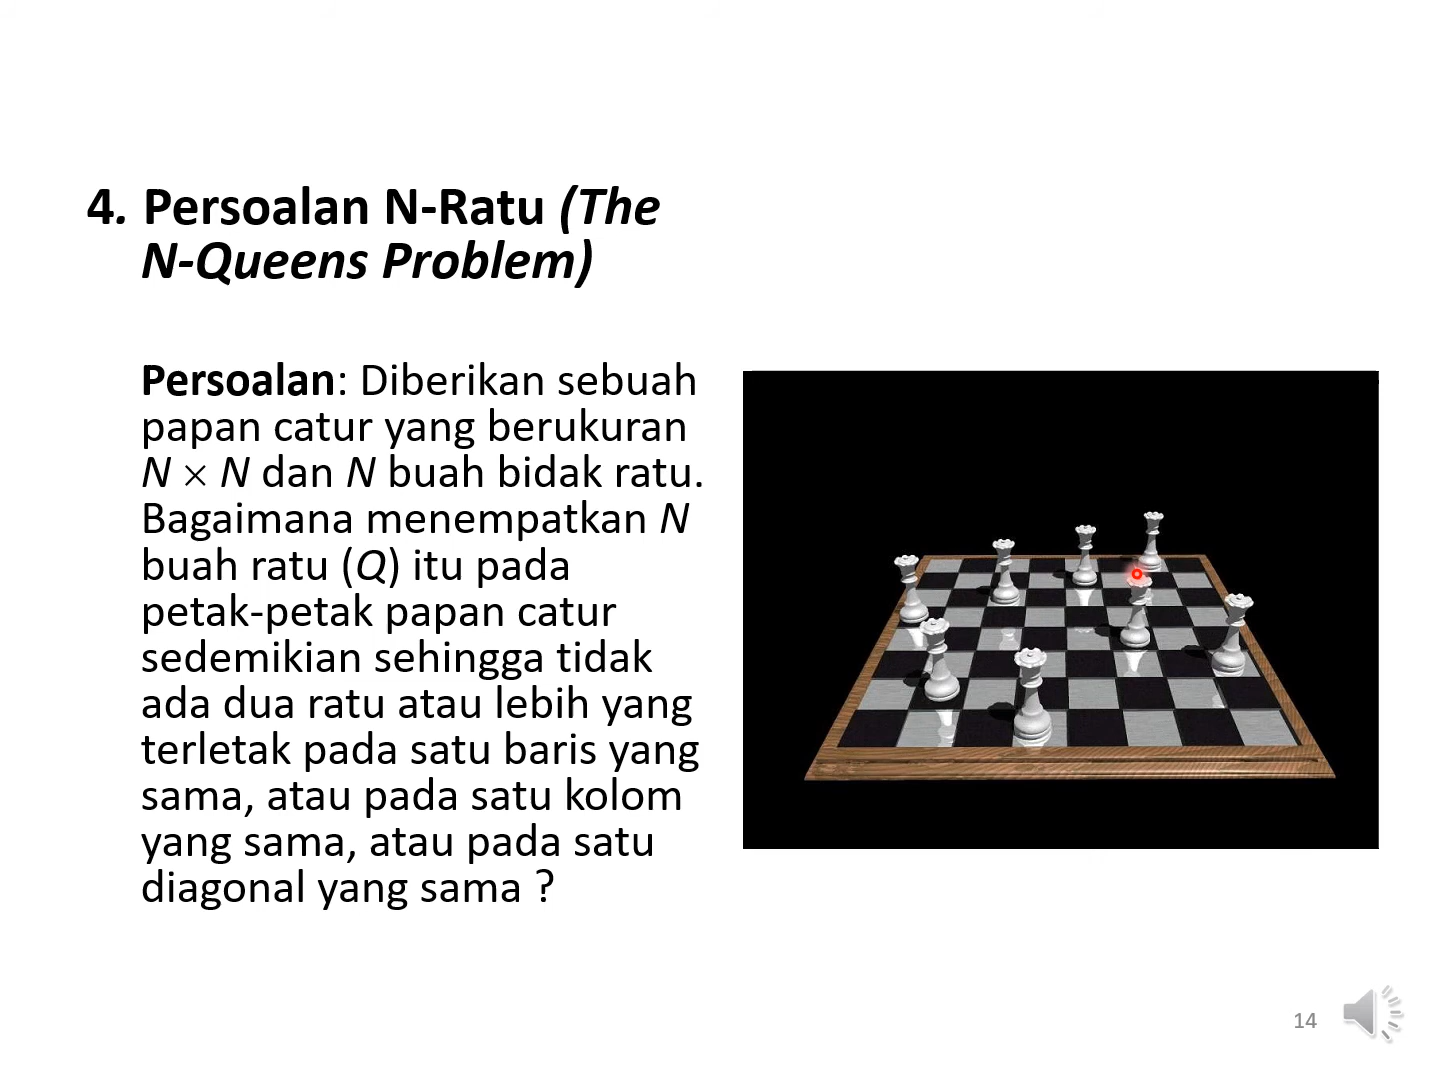 4. Persoalan N-Ratu (The
N-Queens Problem)
Persoalan: Diberikan sebuah
papan catur yang berukuran
N × N dan N buah bidak ratu.
Bagaimana menempatkan N
buah ratu (Q) itu pada
petak-petak papan catur
sedemikian sehingga tidak
ada dua ratu atau lebih yang
terletak pada satu baris yang
sama, atau pada satu kolom
yang sama, atau pada satu
diagonal yang sama ?
14